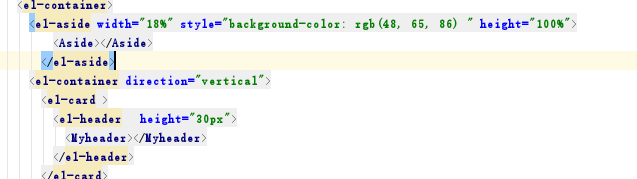 <el-container>
<el-aside width="18%" style="background-color: rgb(48, 65, 86) " height="100%">
<Aside></Aside>
</el-aside>
<el-container direction="vertical">
<el-card >
<el-header  height="30px">
<Myheader></Myheader>
</el-header>
</el-card>